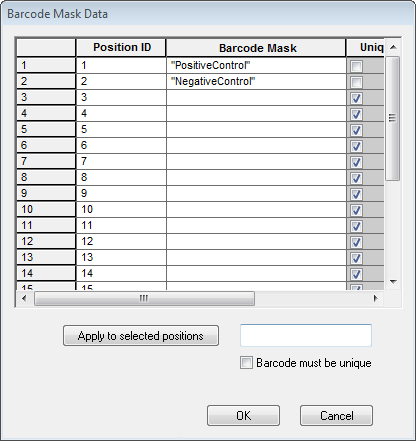 Barcode Mask Data
Position ID Barcode Mask Uniq
1 1 "PositiveControl"
2 2 "NegativeControl"
3 3
4 4
5 5
6 6
7 7
8 8
9 9
10 10
11 11
12 12
13 13
14 14
15 15
Apply to selected positions
Barcode must be unique
OK Cancel